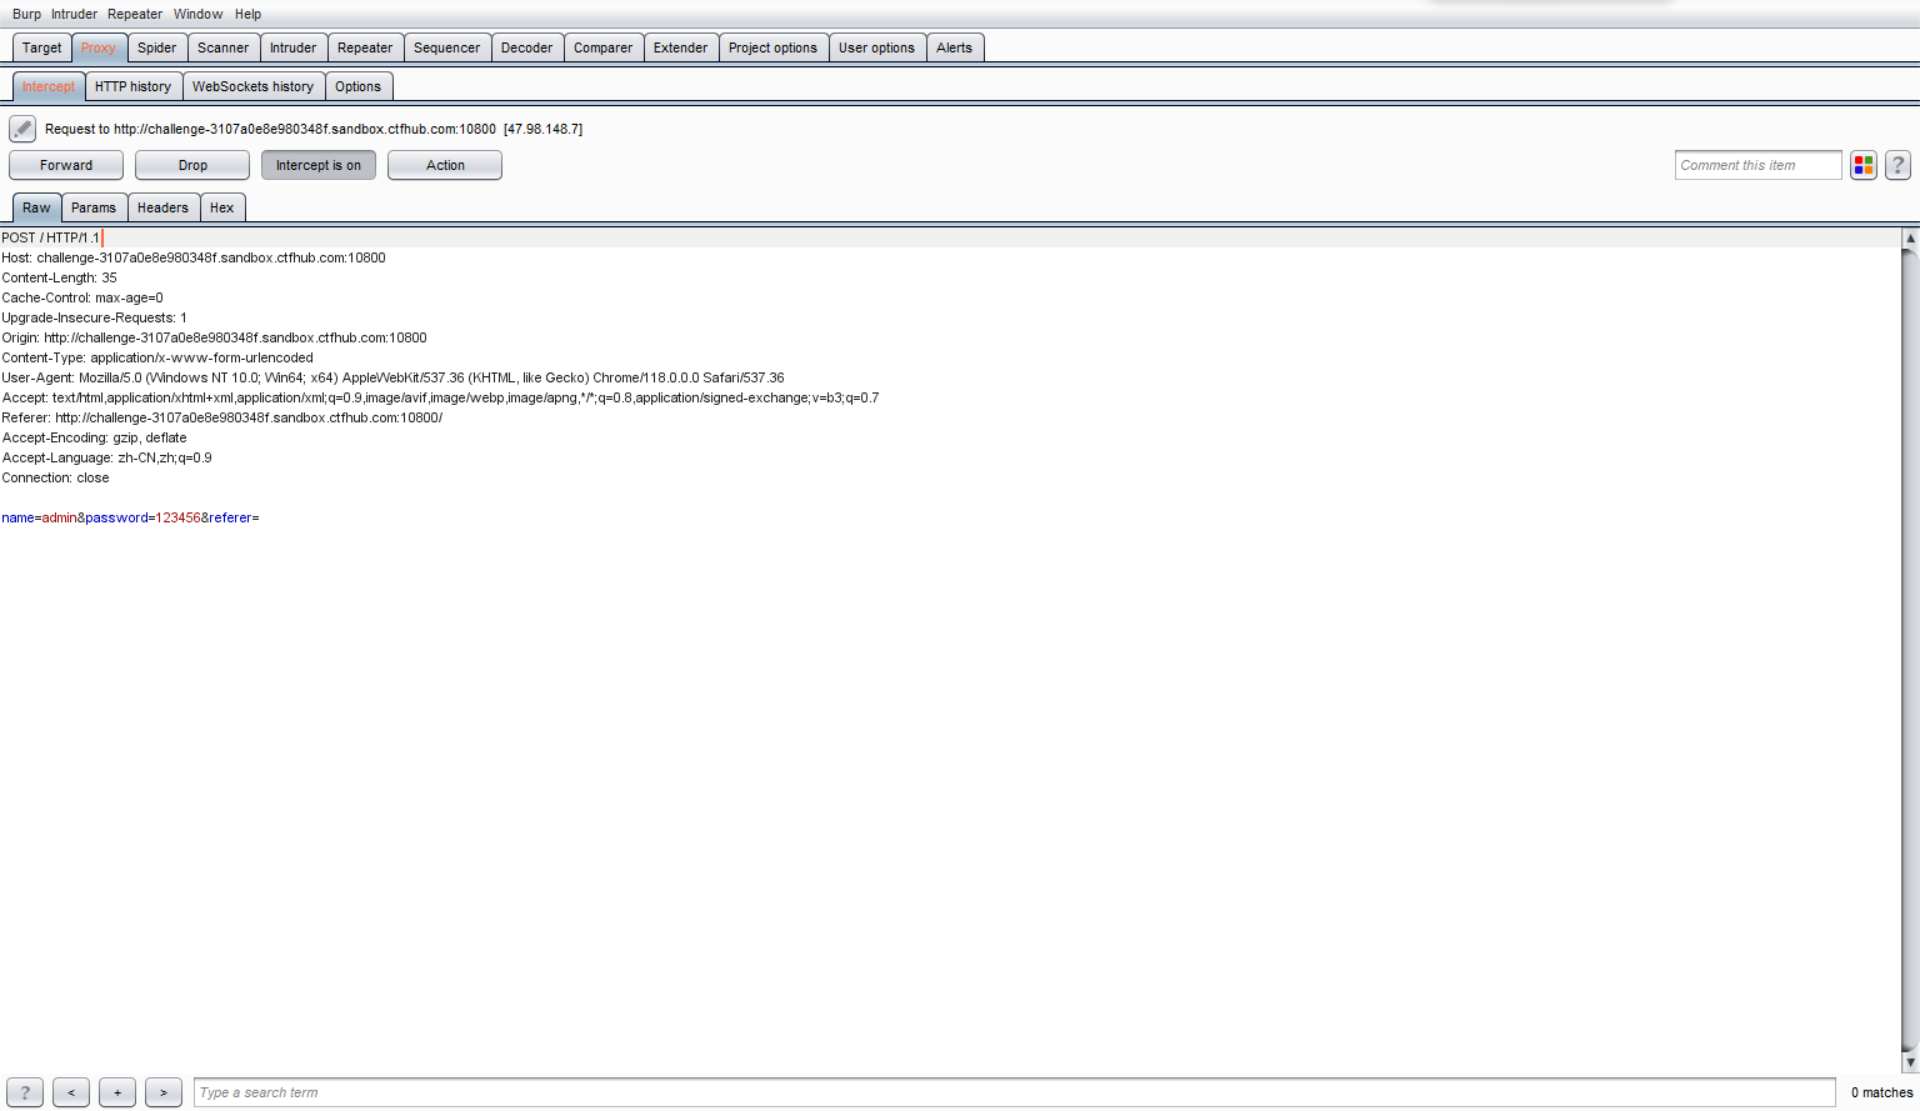 Burp Intruder Repeater Window Help
Target Proxy Spider Scanner Intruder Repeater Sequencer Decoder Comparer Extender Project options User options Alerts
Intercept HTTP history WebSockets history Options
Request to http://challenge-3107a0e8e980348f.sandbox.ctfhub.com:10800 [47.98.148.7]
Forward Drop Intercept is on Action Comment this item ?
Raw Params Headers Hex
POST / HTTP/1.1
Host: challenge-3107a0e8e980348f.sandbox.ctfhub.com:10800
Content-Length: 35
Cache-Control: max-age=0
Upgrade-Insecure-Requests: 1
Origin: http://challenge-3107a0e8e980348f.sandbox.ctfhub.com:10800
Content-Type: application/x-www-form-urlencoded
User-Agent: Mozilla/5.0 (Windows NT 10.0; Win64; x64) AppleWebKit/537.36 (KHTML, like Gecko) Chrome/118.0.0.0 Safari/537.36
Accept: text/html,application/xhtml+xml,application/xml;q=0.9,image/avif,image/webp,image/apng,*/*;q=0.8,application/signed-exchange;v=b3;q=0.7
Referer: http://challenge-3107a0e8e980348f.sandbox.ctfhub.com:10800/
Accept-Encoding: gzip, deflate
Accept-Language: zh-CN,zh;q=0.9
Connection: close
name=admin&password=123456&referer=
? < + > Type a search term 0 matches